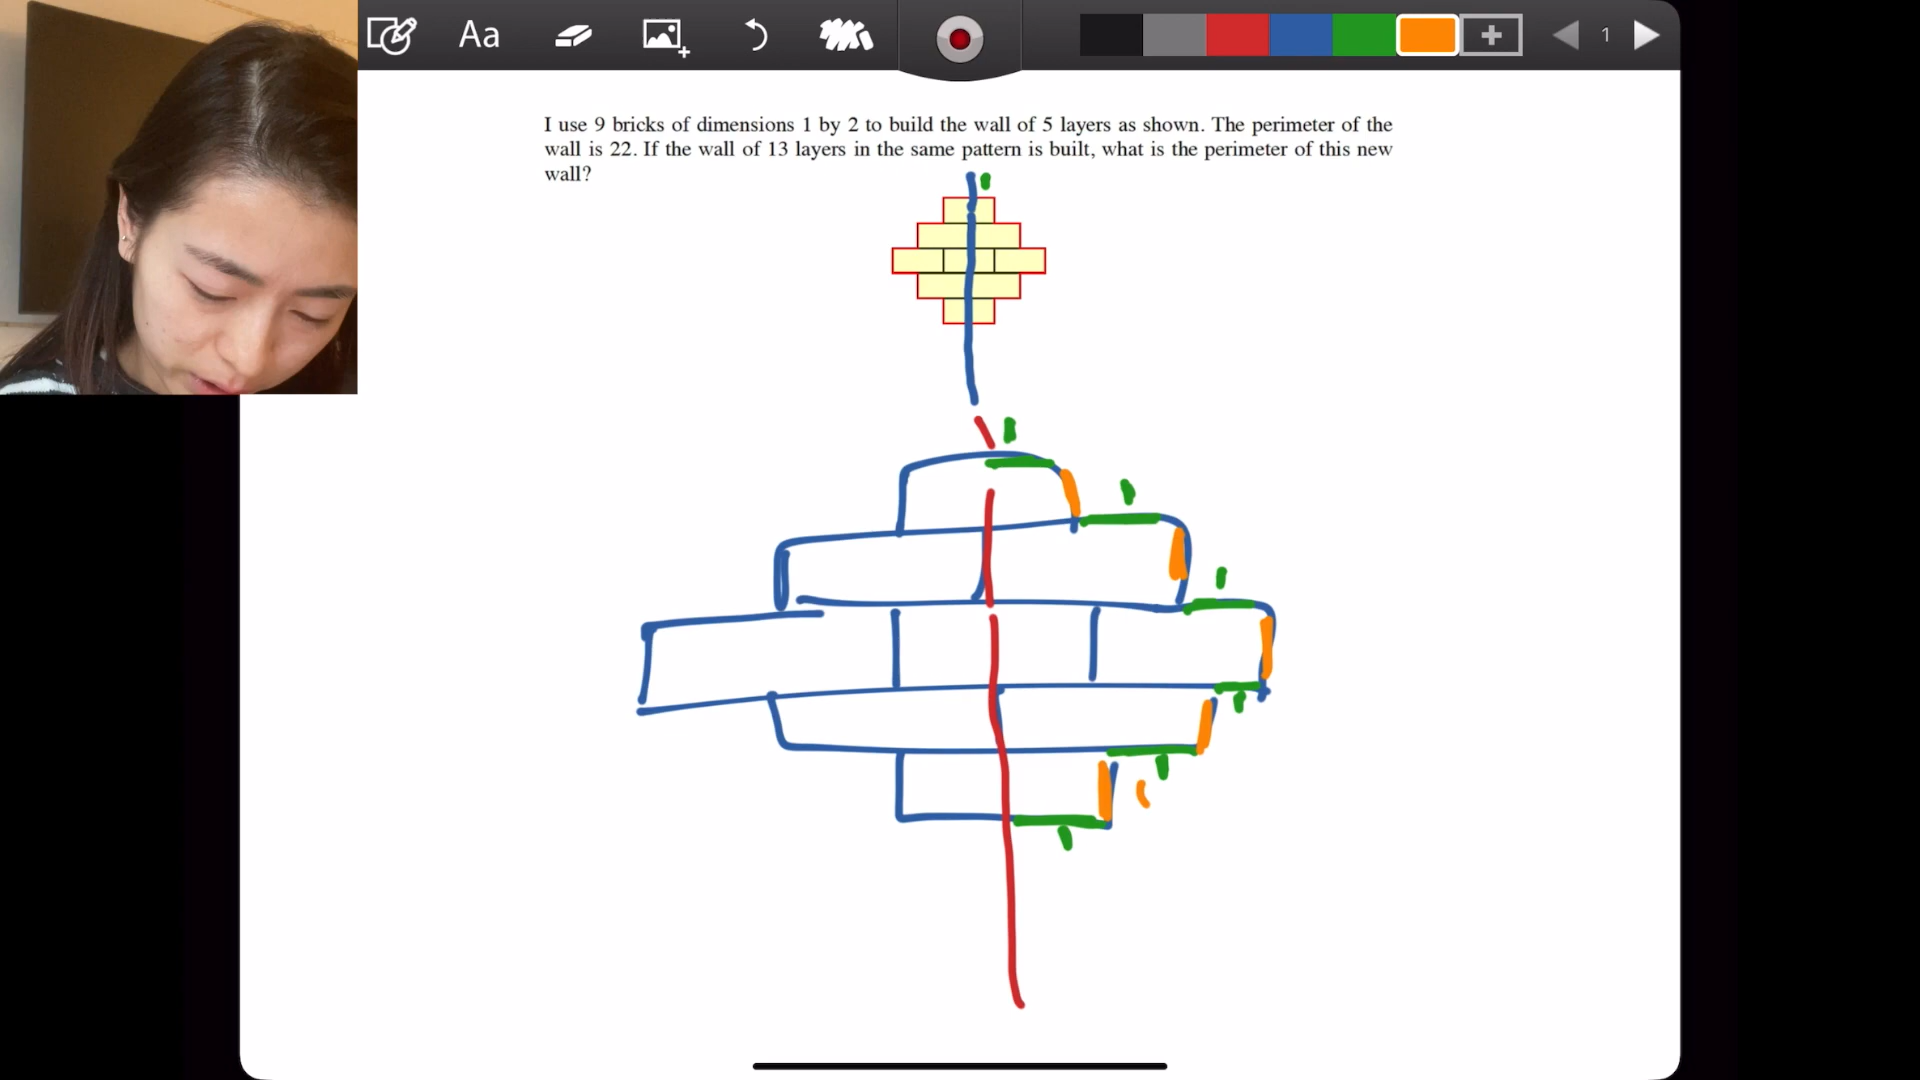 Aa
1
I use 9 bricks of dimensions 1 by 2 to build the wall of 5 layers as shown. The perimeter of the
wall is 22. If the wall of 13 layers in the same pattern is built, what is the perimeter of this new
wall?